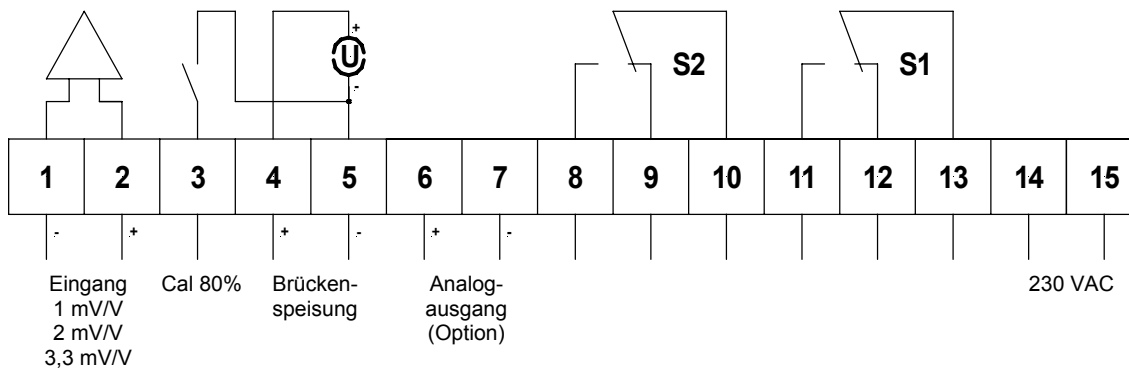 +
U
-
S2
S1
1 2 3 4 5 6 7 8 9 10 11 12 13 14 15
- + + - + -
Eingang
1 mV/V
2 mV/V
3,3 mV/V
Cal 80%
Brücken-
speisung
Analog-
ausgang
(Option)
230 VAC